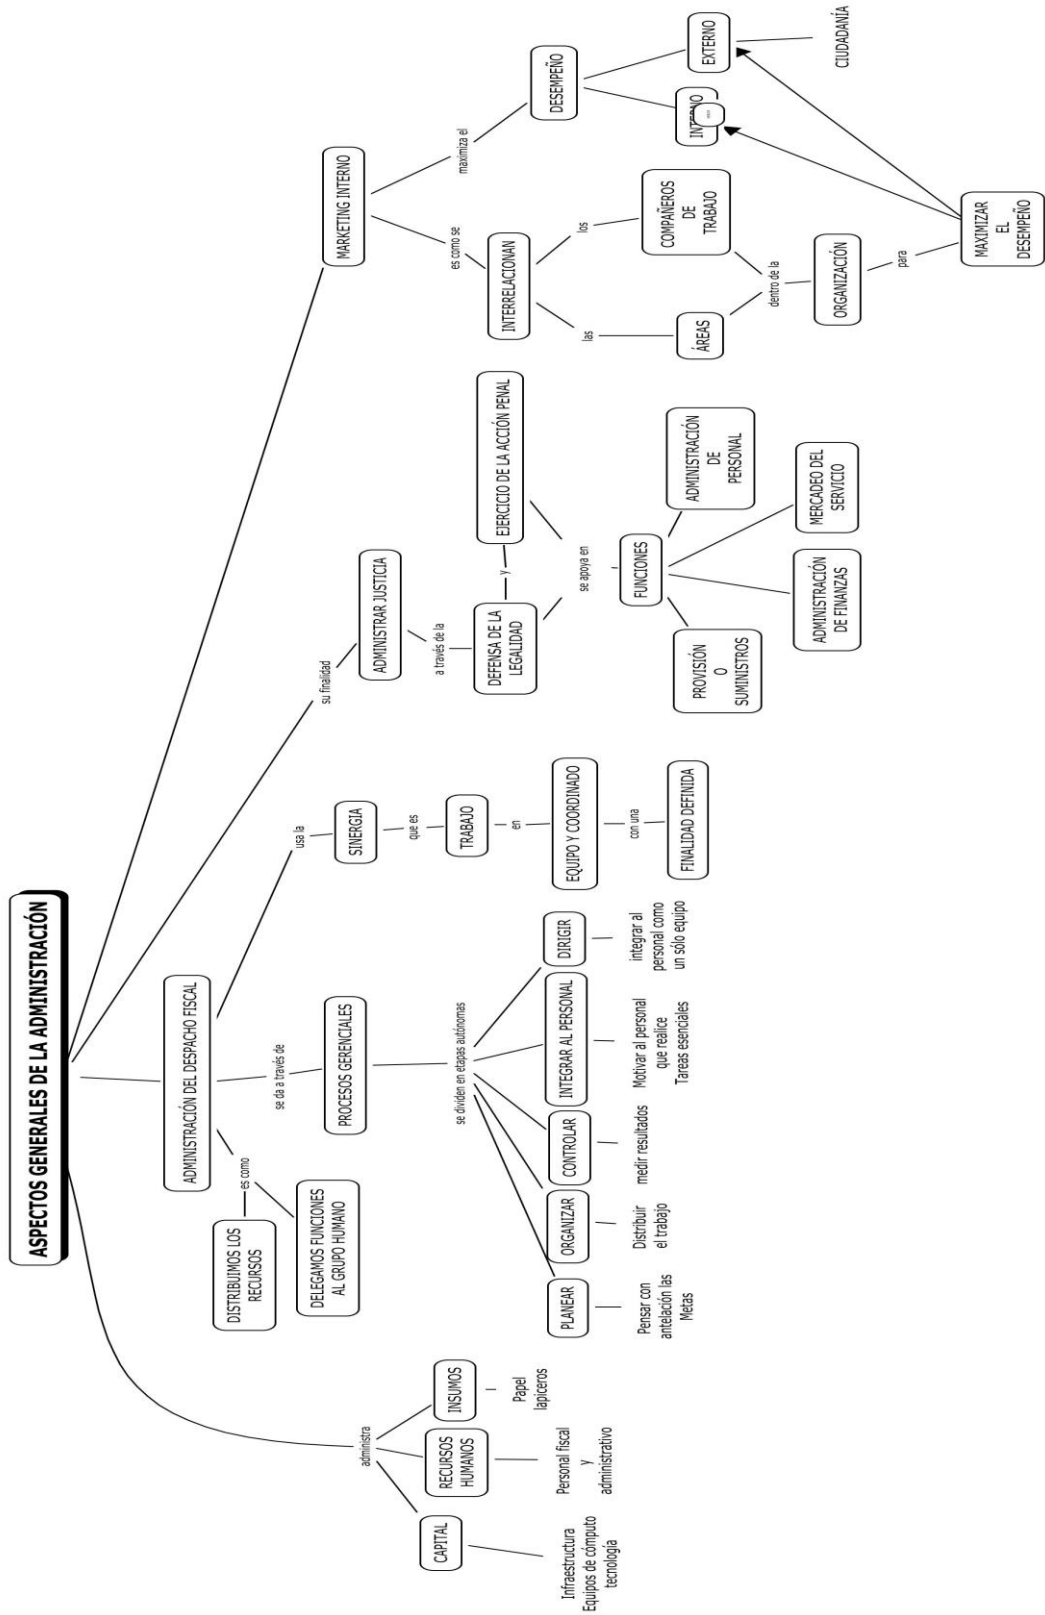 ASPECTOS GENERALES DE LA ADMINISTRACIÓN
administra
CAPITAL
Infraestructura
Equipos de cómputo
tecnología
RECURSOS
HUMANOS
Personal fiscal
y
administrativo
INSUMOS
Papel
lapiceros
ADMINISTRACIÓN DEL DESPACHO FISCAL
es como
DISTRIBUIMOS LOS
RECURSOS
DELEGAMOS FUNCIONES
AL GRUPO HUMANO
se da a través de
PROCESOS GERENCIALES
se dividen en etapas autónomas
PLANEAR
Pensar con
antelación las
Metas
ORGANIZAR
Distribuir
el trabajo
CONTROLAR
medir resultados
INTEGRAR AL PERSONAL
Motivar al personal
que realice
Tareas esenciales
DIRIGIR
integrar al
personal como
un sólo equipo
usa la
SINERGIA
que es
TRABAJO
en
EQUIPO Y COORDINADO
con una
FINALIDAD DEFINIDA
su finalidad
ADMINISTRAR JUSTICIA
a través de la
DEFENSA DE LA
LEGALIDAD
y
EJERCICIO DE LA ACCIÓN PENAL
se apoya en
FUNCIONES
PROVISIÓN
O
SUMINISTROS
ADMINISTRACIÓN
DE FINANZAS
MERCADEO DEL
SERVICIO
ADMINISTRACIÓN
DE
PERSONAL
MARKETING INTERNO
es como se
INTERRELACIONAN
las
ÁREAS
los
COMPAÑEROS
DE
TRABAJO
dentro de la
ORGANIZACIÓN
para
MAXIMIZAR
EL
DESEMPEÑO
maximiza el
DESEMPEÑO
INTERNO
EXTERNO
CIUDADANÍA